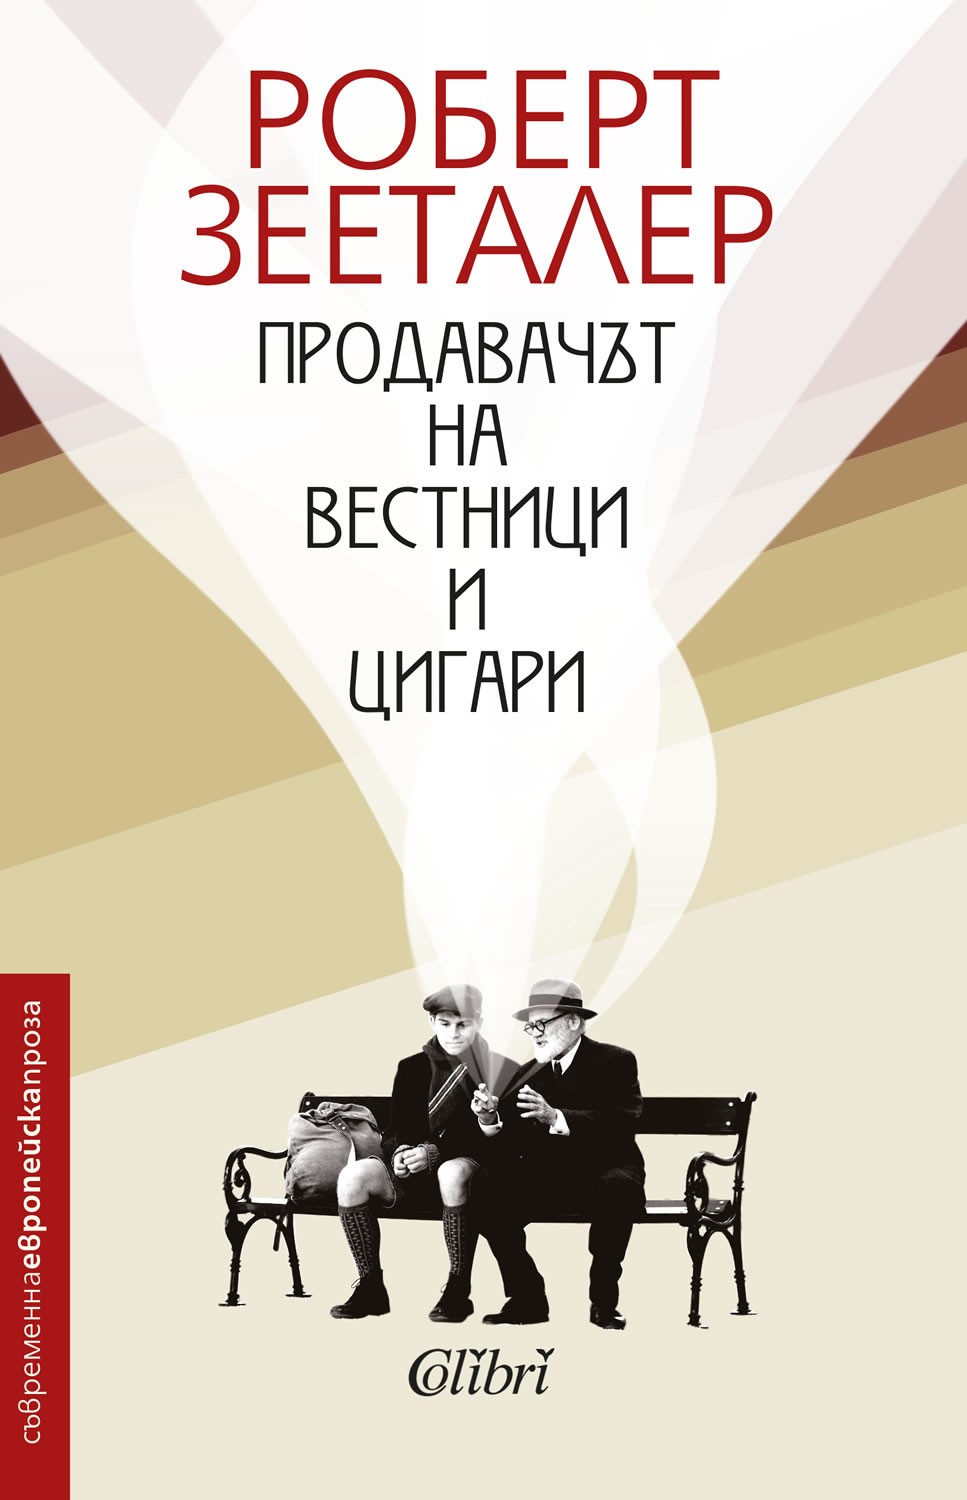 РОБЕРТ
ЗЕЕТАЛЕР
ПРОДАВАЧЪТ
НА
ВЕСТНИЦИ
И
ЦИГАРИ
съвременнаевропейскапроза
Colibri